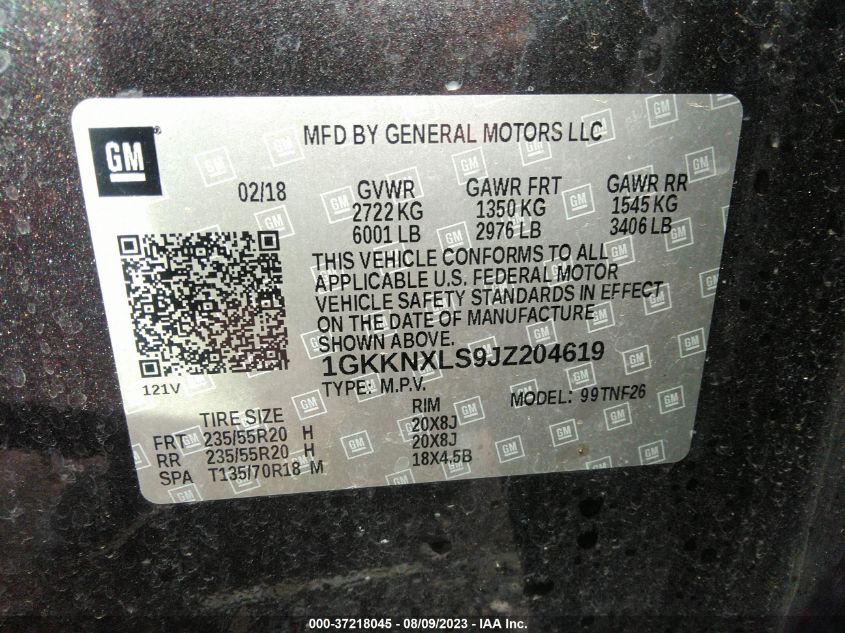 GM
MFD BY GENERAL MOTORS LLC
02/18 GVWR GAWR FRT GAWR RR
2722 KG 1350 KG 1545 KG
6001 LB 2976 LB 3406 LB
THIS VEHICLE CONFORMS TO ALL
APPLICABLE U.S. FEDERAL MOTOR
VEHICLE SAFETY STANDARDS IN EFFECT
ON THE DATE OF MANUFACTURE
SHOWN ABOVE.
1GKKNXLS9JZ204619
121V
TYPE: M.P.V. MODEL: 99TNF26
TIRE SIZE RIM
FRT 235/55R20 H 20X8J
RR 235/55R20 H 20X8J
SPA T135/70R18 M 18X4.5B
000-37218045 - 08/09/2023 - IAA Inc.